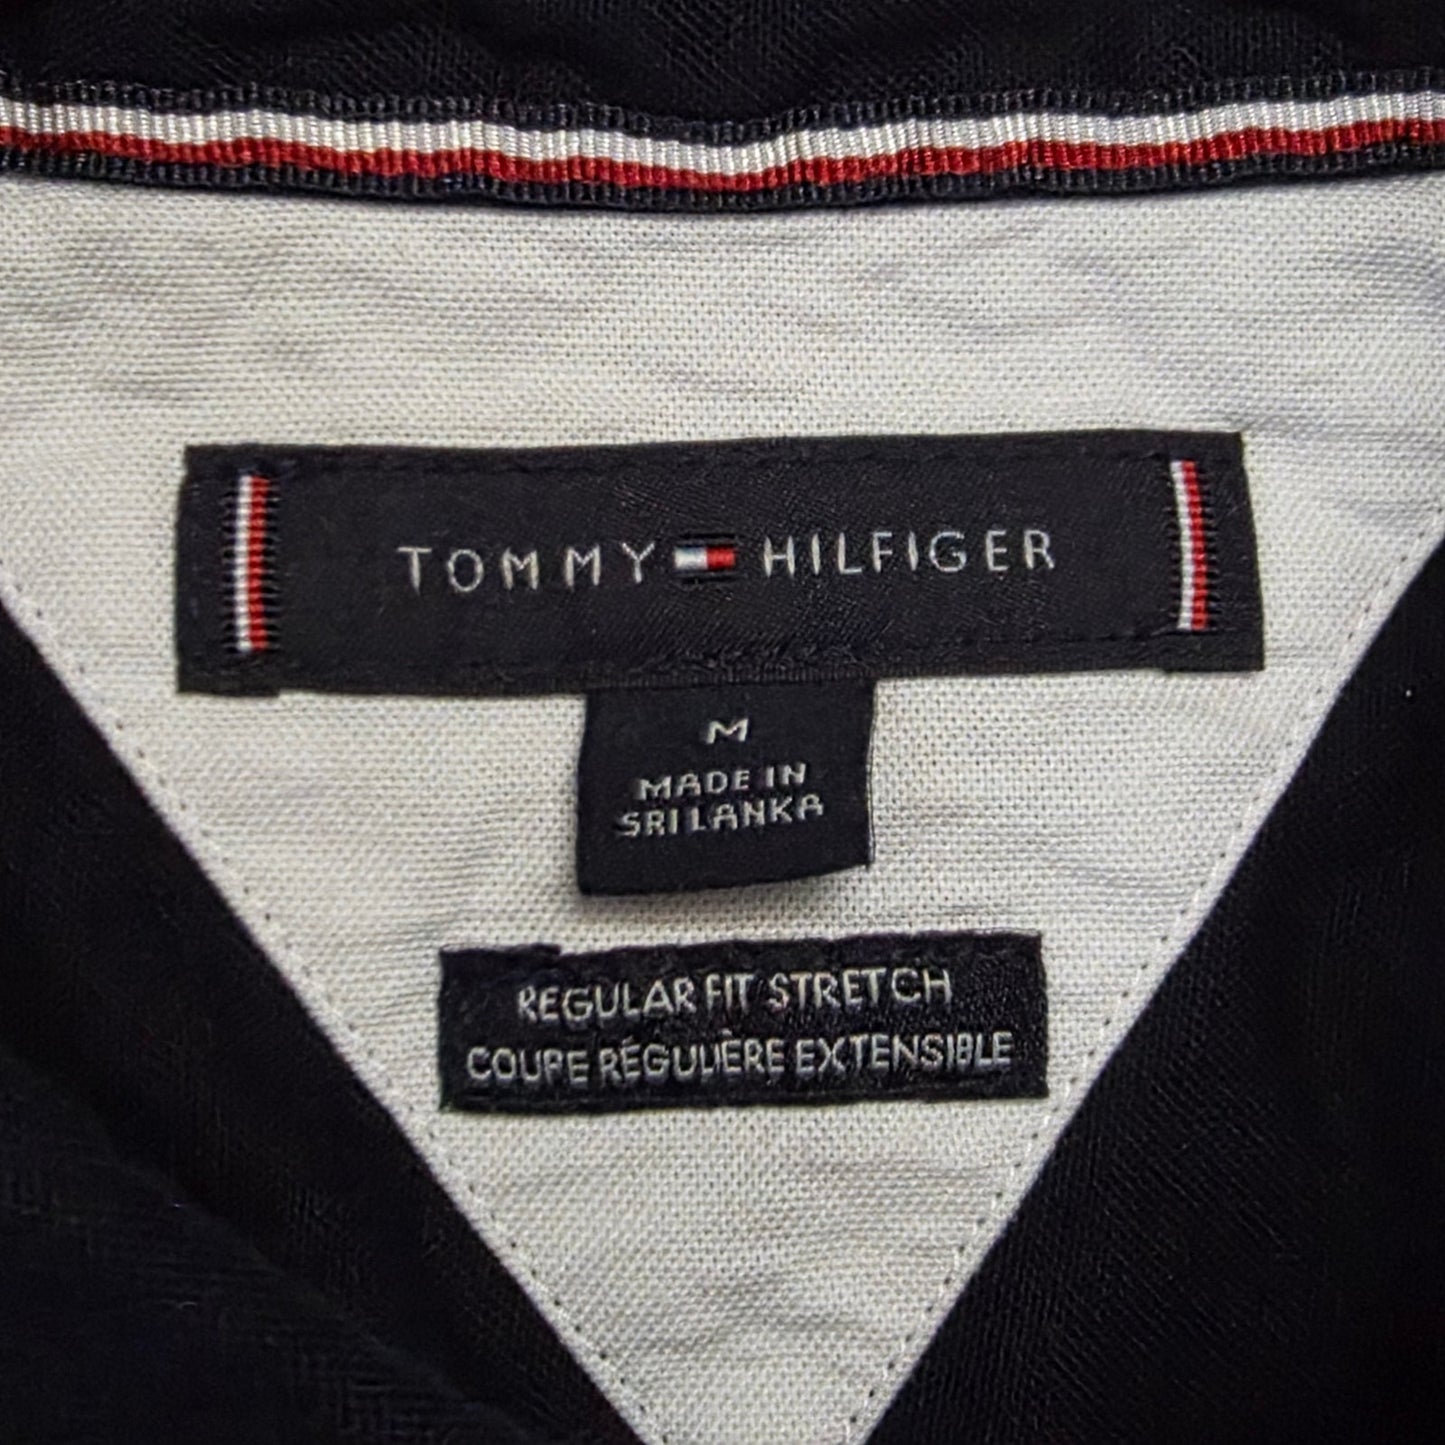 TOMMY HILFIGER
M
MADE IN
SRI LANKA
REGULAR FIT STRETCH
COUPE RÉGULIÈRE EXTENSIBLE